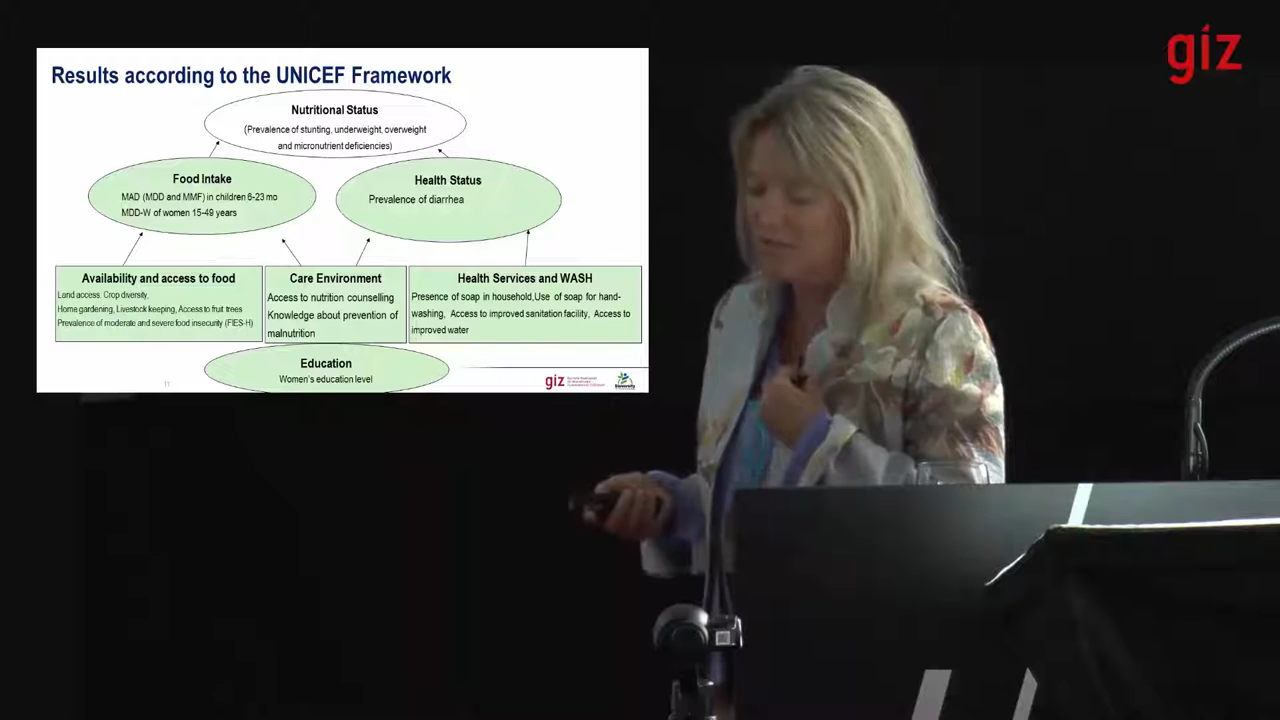 giz
Results according to the UNICEF Framework
Nutritional Status
(Prevalence of stunting, underweight, overweight
and micronutrient deficiencies)
Food Intake
MAD (MDD and MMF) in children 6-23 mo
MDD-W of women 15-49 years
Health Status
Prevalence of diarrhea
Availability and access to food
Land access. Crop diversity,
Home gardening, Livestock keeping, Access to fruit trees
Prevalence of moderate and severe food insecurity (FIES-H)
Care Environment
Access to nutrition counselling
Knowledge about prevention of
malnutrition
Health Services and WASH
Presence of soap in household,Use of soap for hand-
washing, Access to improved sanitation facility, Access to
improved water
Education
Women's education level
11
giz